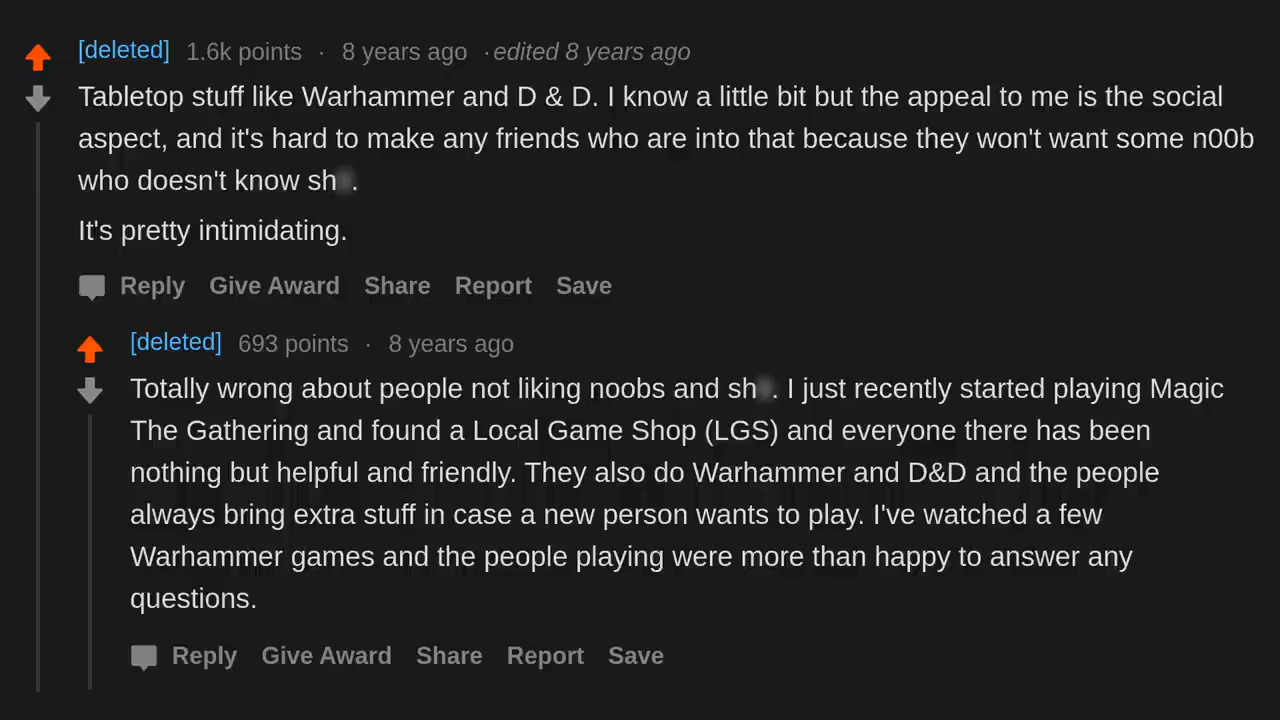 [deleted] 1.6k points · 8 years ago · edited 8 years ago
Tabletop stuff like Warhammer and D & D. I know a little bit but the appeal to me is the social
aspect, and it's hard to make any friends who are into that because they won't want some n00b
who doesn't know sh .
It's pretty intimidating.
Reply Give Award Share Report Save
[deleted] 693 points · 8 years ago
Totally wrong about people not liking noobs and sh . I just recently started playing Magic
The Gathering and found a Local Game Shop (LGS) and everyone there has been
nothing but helpful and friendly. They also do Warhammer and D&D and the people
always bring extra stuff in case a new person wants to play. I've watched a few
Warhammer games and the people playing were more than happy to answer any
questions.
Reply Give Award Share Report Save